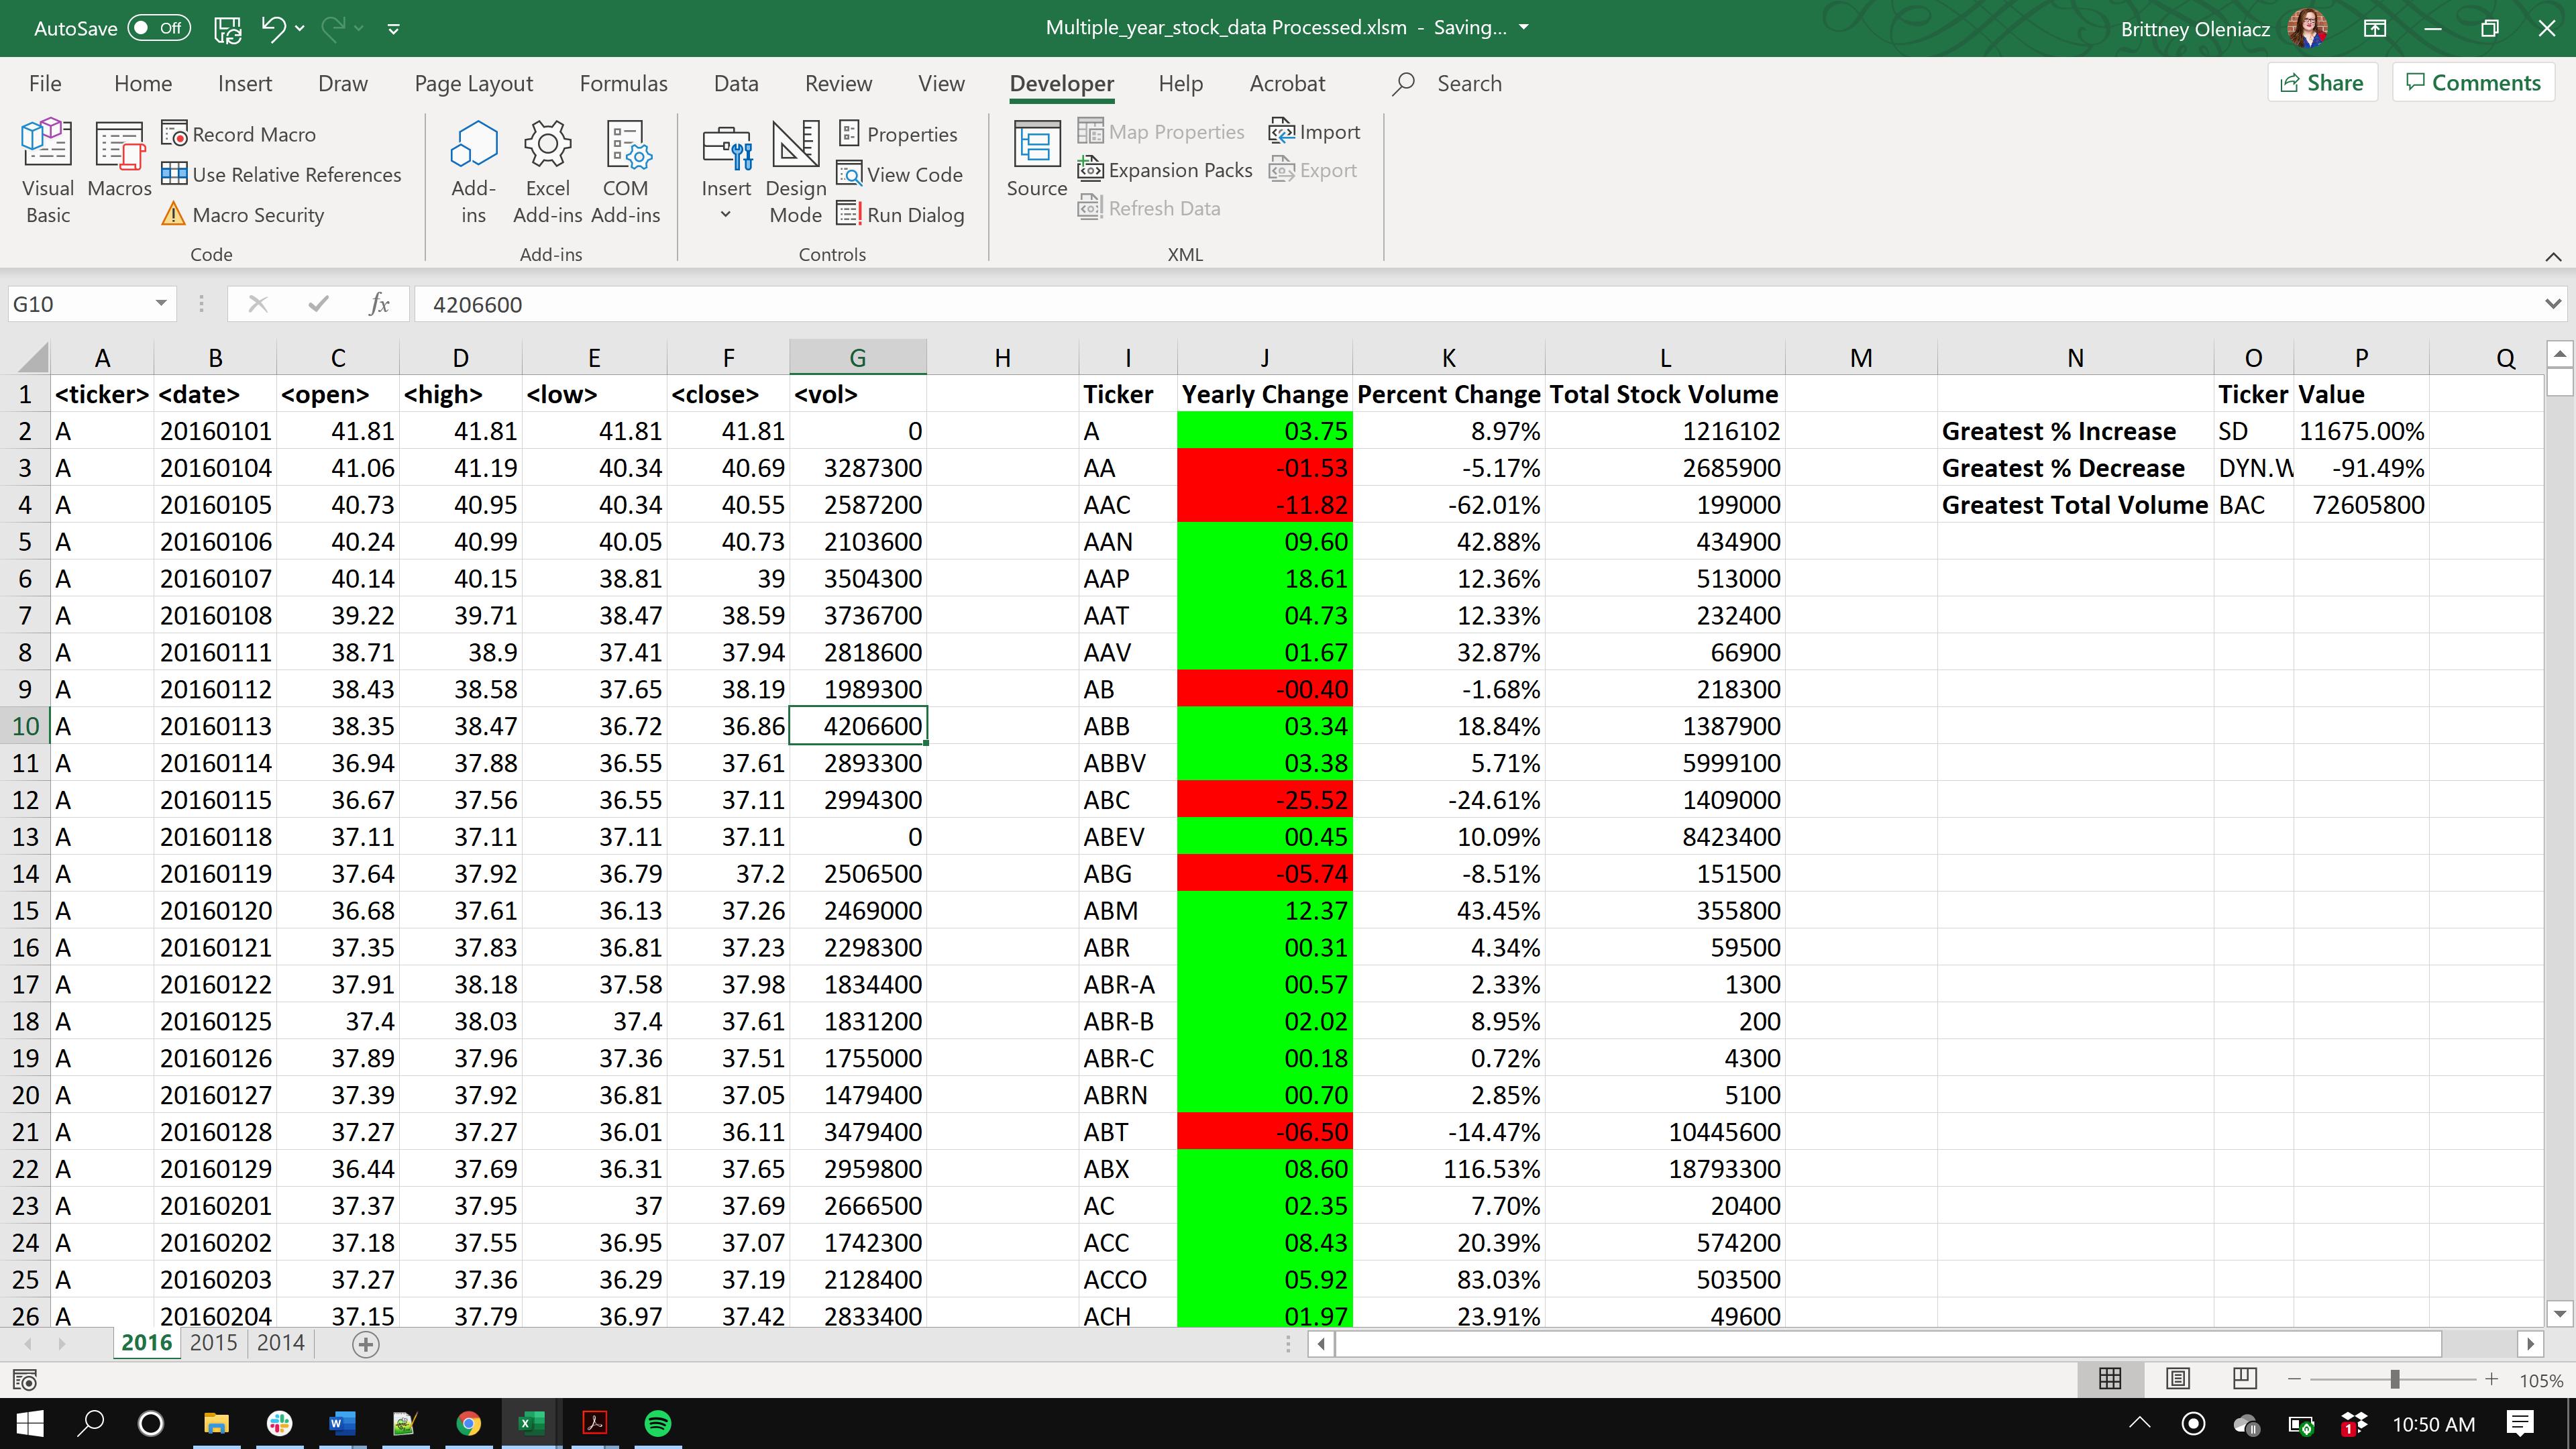 AutoSave Off Multiple_year_stock_data Processed.xlsm - Saving... Brittney Oleniacz
File Home Insert Draw Page Layout Formulas Data Review View Developer Help Acrobat Search Share Comments
Visual Basic Macros Record Macro Use Relative References Macro Security
Add-ins Excel Add-ins COM Add-ins
Insert Design Mode Properties View Code Run Dialog
Source Map Properties Expansion Packs Refresh Data Import Export
Code Add-ins Controls XML
G10 fx 4206600
A B C D E F G H I J K L M N O P Q
1 <ticker> <date> <open> <high> <low> <close> <vol> Ticker Yearly Change Percent Change Total Stock Volume Ticker Value
2 A 20160101 41.81 41.81 41.81 41.81 0 A 03.75 8.97% 1216102 Greatest % Increase SD 11675.00%
3 A 20160104 41.06 41.19 40.34 40.69 3287300 AA -01.53 -5.17% 2685900 Greatest % Decrease DYN.W -91.49%
4 A 20160105 40.73 40.95 40.34 40.55 2587200 AAC -11.82 -62.01% 199000 Greatest Total Volume BAC 72605800
5 A 20160106 40.24 40.99 40.05 40.73 2103600 AAN 09.60 42.88% 434900
6 A 20160107 40.14 40.15 38.81 39 3504300 AAP 18.61 12.36% 513000
7 A 20160108 39.22 39.71 38.47 38.59 3736700 AAT 04.73 12.33% 232400
8 A 20160111 38.71 38.9 37.41 37.94 2818600 AAV 01.67 32.87% 66900
9 A 20160112 38.43 38.58 37.65 38.19 1989300 AB -00.40 -1.68% 218300
10 A 20160113 38.35 38.47 36.72 36.86 4206600 ABB 03.34 18.84% 1387900
11 A 20160114 36.94 37.88 36.55 37.61 2893300 ABBV 03.38 5.71% 5999100
12 A 20160115 36.67 37.56 36.55 37.11 2994300 ABC -25.52 -24.61% 1409000
13 A 20160118 37.11 37.11 37.11 37.11 0 ABEV 00.45 10.09% 8423400
14 A 20160119 37.64 37.92 36.79 37.2 2506500 ABG -05.74 -8.51% 151500
15 A 20160120 36.68 37.61 36.13 37.26 2469000 ABM 12.37 43.45% 355800
16 A 20160121 37.35 37.83 36.81 37.23 2298300 ABR 00.31 4.34% 59500
17 A 20160122 37.91 38.18 37.58 37.98 1834400 ABR-A 00.57 2.33% 1300
18 A 20160125 37.4 38.03 37.4 37.61 1831200 ABR-B 02.02 8.95% 200
19 A 20160126 37.89 37.96 37.36 37.51 1755000 ABR-C 00.18 0.72% 4300
20 A 20160127 37.39 37.92 36.81 37.05 1479400 ABRN 00.70 2.85% 5100
21 A 20160128 37.27 37.27 36.01 36.11 3479400 ABT -06.50 -14.47% 10445600
22 A 20160129 36.44 37.69 36.31 37.65 2959800 ABX 08.60 116.53% 18793300
23 A 20160201 37.37 37.95 37 37.69 2666500 AC 02.35 7.70% 20400
24 A 20160202 37.18 37.55 36.95 37.07 1742300 ACC 08.43 20.39% 574200
25 A 20160203 37.27 37.36 36.29 37.19 2128400 ACCO 05.92 83.03% 503500
26 A 20160204 37.15 37.79 36.97 37.42 2833400 ACH 01.97 23.91% 49600
2016 2015 2014
105%
10:50 AM